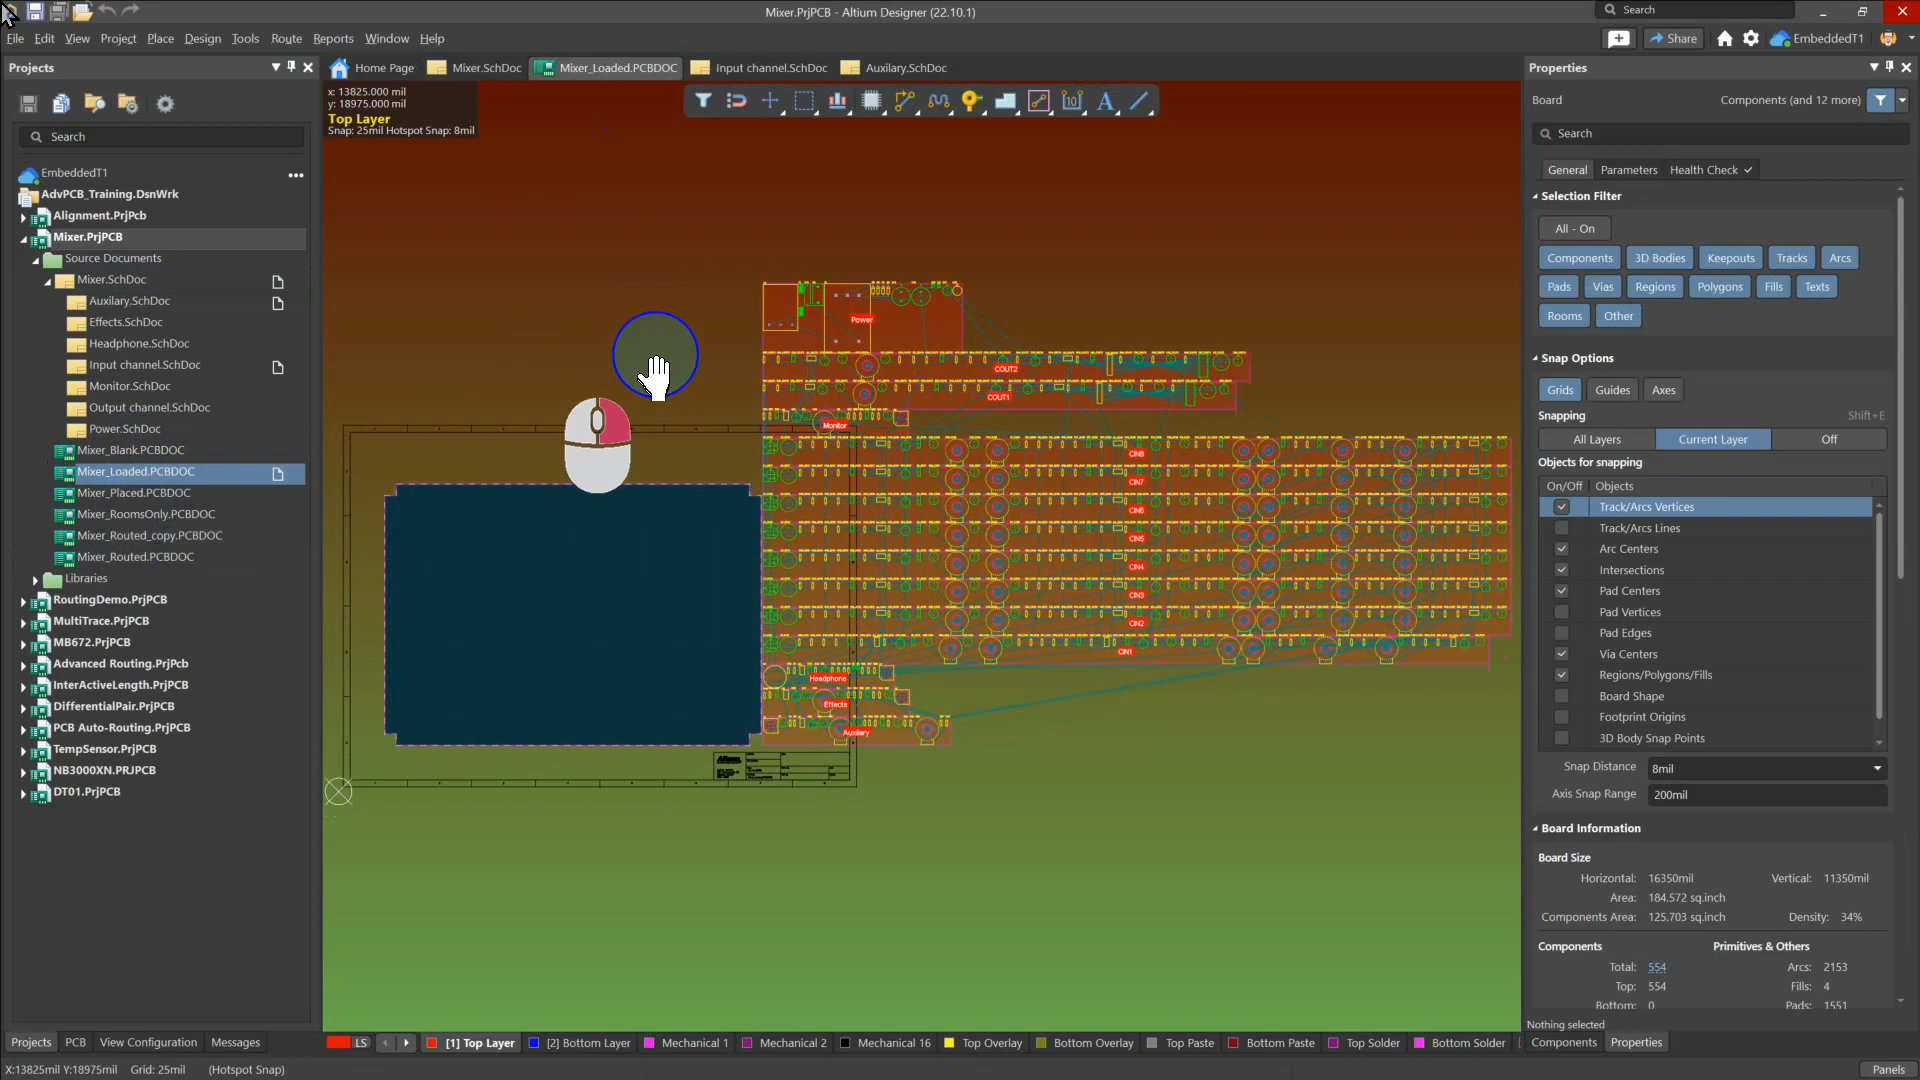 Mixer.PrjPCB - Altium Designer (22.10.1)
Search
File Edit View Project Place Design Tools Route Reports Window Help
Share
EmbeddedT1
Projects
Home Page
Mixer.SchDoc
Mixer_Loaded.PCBDOC
Input channel.SchDoc
Auxilary.SchDoc
Properties
x: 13825.000 mil
y: 18975.000 mil
Top Layer
Snap: 25mil Hotspot Snap: 8mil
Board
Components (and 12 more)
Search
Search
General Parameters Health Check
EmbeddedT1
AdvPCB_Training.DsnWrk
Alignment.PrjPcb
Mixer.PrjPCB
Source Documents
Mixer.SchDoc
Auxilary.SchDoc
Effects.SchDoc
Headphone.SchDoc
Input channel.SchDoc
Monitor.SchDoc
Output channel.SchDoc
Power.SchDoc
Mixer_Blank.PCBDOC
Mixer_Loaded.PCBDOC
Mixer_Placed.PCBDOC
Mixer_RoomsOnly.PCBDOC
Mixer_Routed_copy.PCBDOC
Mixer_Routed.PCBDOC
Libraries
RoutingDemo.PrjPCB
MultiTrace.PrjPCB
MB672.PrjPCB
Advanced Routing.PrjPcb
InterActiveLength.PrjPCB
DifferentialPair.PrjPCB
PCB Auto-Routing.PrjPCB
TempSensor.PrjPCB
NB3000XN.PRJPCB
DT01.PrjPCB
Power
COUT2
COUT1
Monitor
CIN8
CIN7
CIN6
CIN5
CIN4
CIN3
CIN2
CIN1
Headphone
Effects
Auxilary
Selection Filter
All - On
Components 3D Bodies Keepouts Tracks Arcs
Pads Vias Regions Polygons Fills Texts
Rooms Other
Snap Options
Grids Guides Axes
Snapping Shift+E
All Layers Current Layer Off
Objects for snapping
On/Off Objects
Track/Arcs Vertices
Track/Arcs Lines
Arc Centers
Intersections
Pad Centers
Pad Vertices
Pad Edges
Via Centers
Regions/Polygons/Fills
Board Shape
Footprint Origins
3D Body Snap Points
Snap Distance 8mil
Axis Snap Range 200mil
Board Information
Board Size
Horizontal: 16350mil Vertical: 11350mil
Area: 184.572 sq.inch
Components Area: 125.703 sq.inch Density: 34%
Components Primitives & Others
Total: 554 Arcs: 2153
Top: 554 Fills: 4
Bottom: 0 Pads: 1551
Nothing selected
Projects PCB View Configuration Messages
LS [1] Top Layer [2] Bottom Layer Mechanical 1 Mechanical 2 Mechanical 16 Top Overlay Bottom Overlay Top Paste Bottom Paste Top Solder Bottom Solder
Components Properties
X:13825mil Y:18975mil Grid: 25mil (Hotspot Snap)
Panels